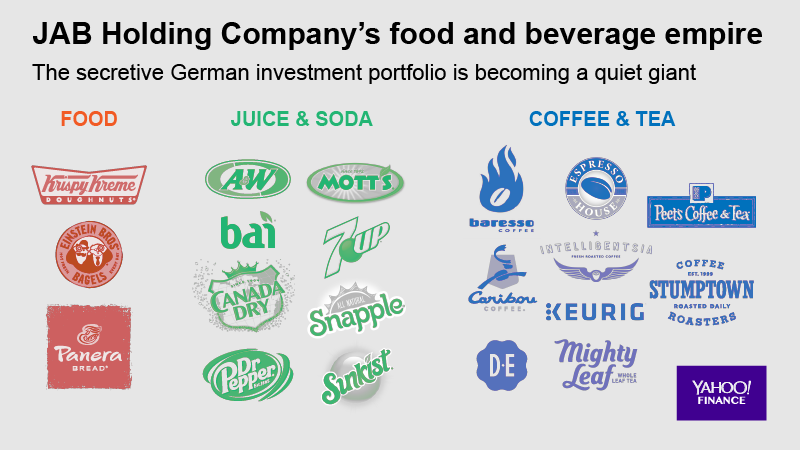 JAB Holding Company's food and beverage empire
The secretive German investment portfolio is becoming a quiet giant
FOOD
Krispy Kreme
DOUGHNUTS
EINSTEIN BROS
BAGELS
Panera
BREAD®
JUICE & SODA
A&W
MOTT'S
bai
7UP
CANADA
DRY
ALL NATURAL
Snapple
Dr
Pepper
Sunkist
COFFEE & TEA
baresso
COFFEE
ESPRESSO
HOUSE
P
Peet's Coffee & Tea
Caribou
COFFEE
INTELLIGENTSIA
FRESH ROASTED COFFEE
KEURIG
COFFEE
EST. 1999
STUMPTOWN
ROASTED DAILY
ROASTERS
D·E
Mighty
Leaf
WHOLE
LEAF TEA
YAHOO!
FINANCE